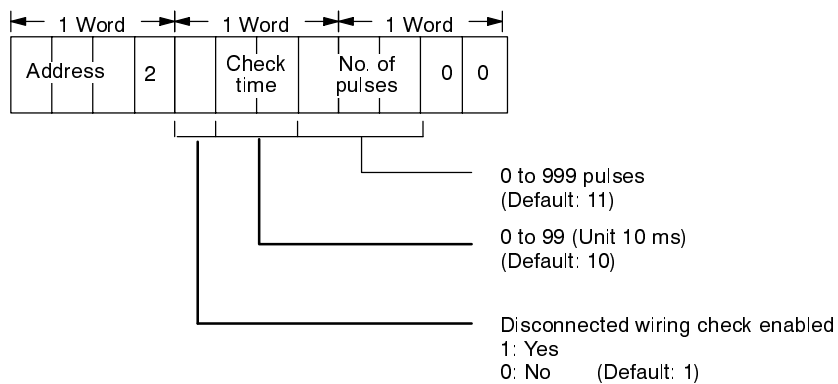 1 Word 1 Word 1 Word
Address 2 Check time No. of pulses 0 0
0 to 999 pulses
(Default: 11)
0 to 99 (Unit 10 ms)
(Default: 10)
Disconnected wiring check enabled
1: Yes
0: No (Default: 1)